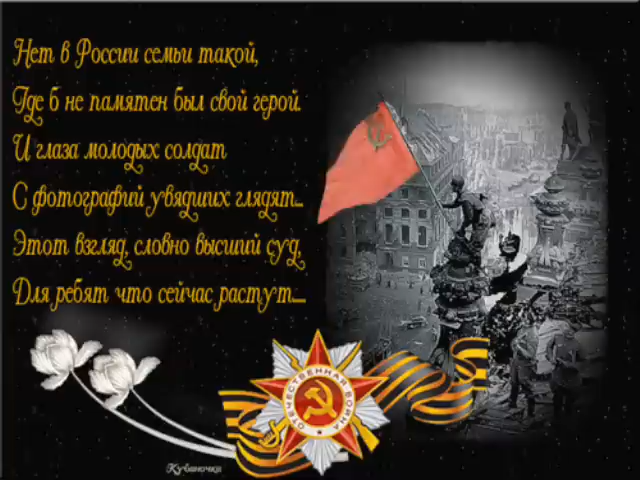 Нет в России семьи такой,
Где б не памятен был свой герой.
И глаза молодых солдат
С фотографий увядших глядят...
Этот взгляд, словно высший суд,
Для ребят что сейчас растут....
ОТЕЧЕСТВЕННАЯ ВОЙНА
Кубаночка